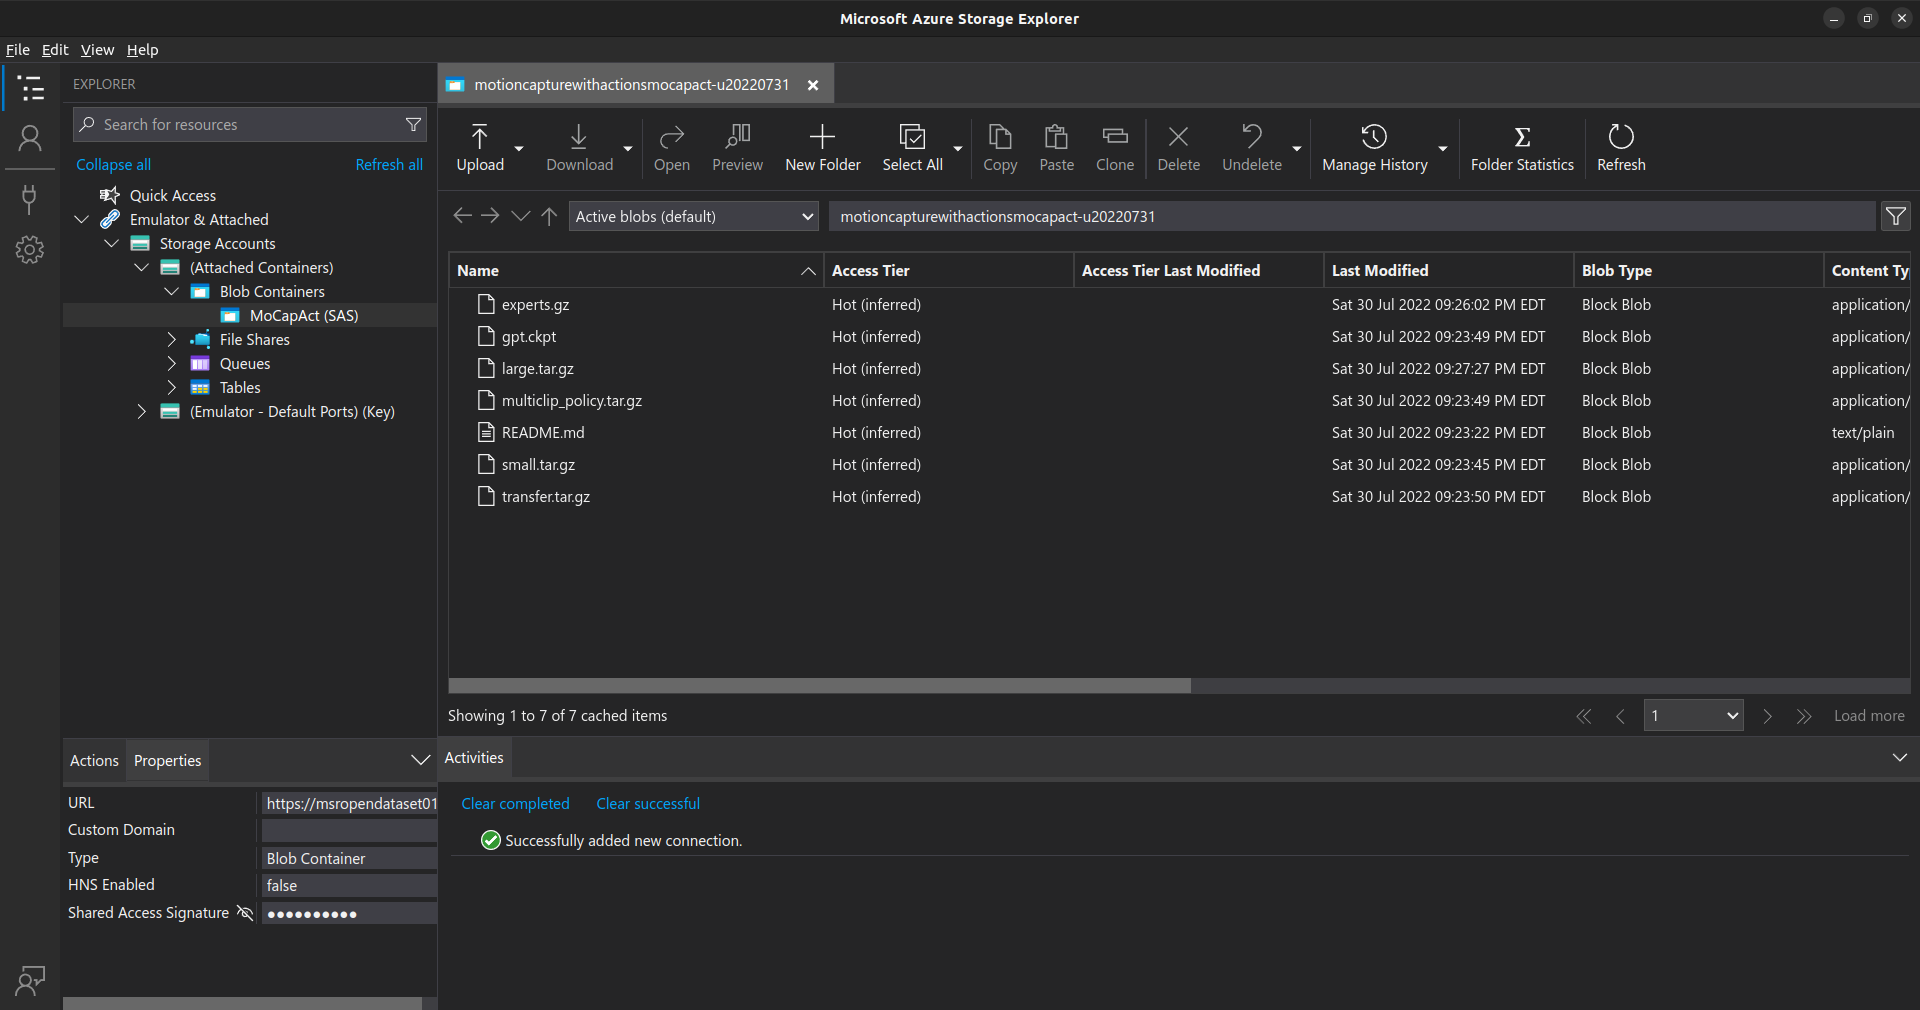 Microsoft Azure Storage Explorer
File Edit View Help
EXPLORER
Search for resources
Collapse all Refresh all
Quick Access
Emulator & Attached
Storage Accounts
(Attached Containers)
Blob Containers
MoCapAct (SAS)
File Shares
Queues
Tables
(Emulator - Default Ports) (Key)
Actions Properties
URL https://msropendataset01
Custom Domain
Type Blob Container
HNS Enabled false
Shared Access Signature ●●●●●●●●●●
motioncapturewithactionsmocapact-u20220731
Upload Download Open Preview New Folder Select All Copy Paste Clone Delete Undelete Manage History Folder Statistics Refresh
Active blobs (default) motioncapturewithactionsmocapact-u20220731
Name Access Tier Access Tier Last Modified Last Modified Blob Type Content Ty
experts.gz Hot (inferred) Sat 30 Jul 2022 09:26:02 PM EDT Block Blob application/
gpt.ckpt Hot (inferred) Sat 30 Jul 2022 09:23:49 PM EDT Block Blob application/
large.tar.gz Hot (inferred) Sat 30 Jul 2022 09:27:27 PM EDT Block Blob application/
multiclip_policy.tar.gz Hot (inferred) Sat 30 Jul 2022 09:23:49 PM EDT Block Blob application/
README.md Hot (inferred) Sat 30 Jul 2022 09:23:22 PM EDT Block Blob text/plain
small.tar.gz Hot (inferred) Sat 30 Jul 2022 09:23:45 PM EDT Block Blob application/
transfer.tar.gz Hot (inferred) Sat 30 Jul 2022 09:23:50 PM EDT Block Blob application/
Showing 1 to 7 of 7 cached items 1 Load more
Activities
Clear completed Clear successful
Successfully added new connection.